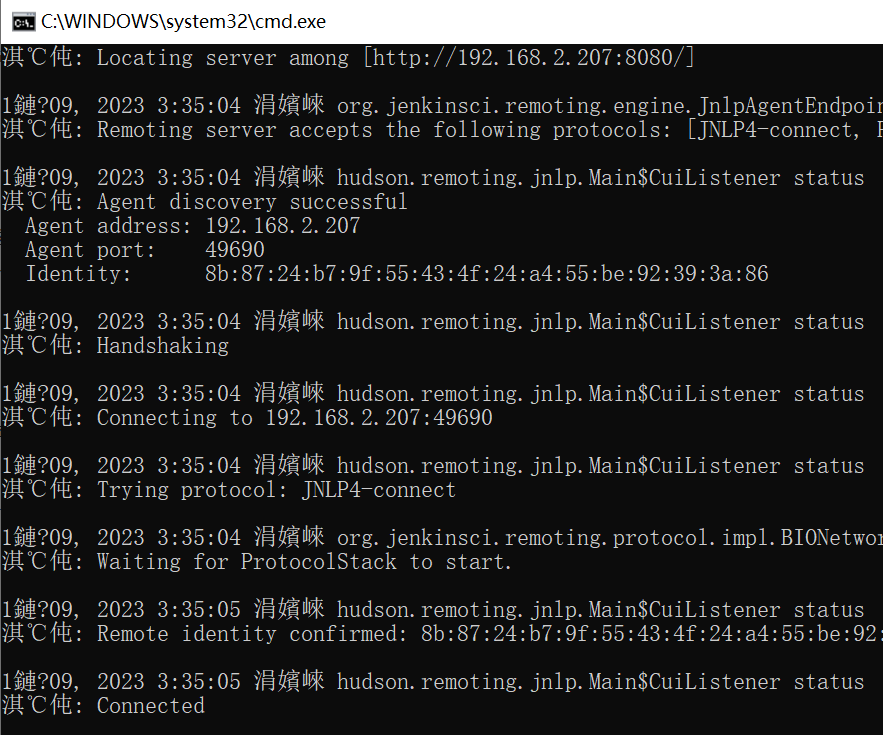 C:\WINDOWS\system32\cmd.exe
淇℃伅: Locating server among [http://192.168.2.207:8080/]
1鏈?09, 2023 3:35:04 涓嬪崍 org.jenkinsci.remoting.engine.JnlpAgentEndpoin
淇℃伅: Remoting server accepts the following protocols: [JNLP4-connect, P
1鏈?09, 2023 3:35:04 涓嬪崍 hudson.remoting.jnlp.Main$CuiListener status
淇℃伅: Agent discovery successful
Agent address: 192.168.2.207
Agent port: 49690
Identity: 8b:87:24:b7:9f:55:43:4f:24:a4:55:be:92:39:3a:86
1鏈?09, 2023 3:35:04 涓嬪崍 hudson.remoting.jnlp.Main$CuiListener status
淇℃伅: Handshaking
1鏈?09, 2023 3:35:04 涓嬪崍 hudson.remoting.jnlp.Main$CuiListener status
淇℃伅: Connecting to 192.168.2.207:49690
1鏈?09, 2023 3:35:04 涓嬪崍 hudson.remoting.jnlp.Main$CuiListener status
淇℃伅: Trying protocol: JNLP4-connect
1鏈?09, 2023 3:35:04 涓嬪崍 org.jenkinsci.remoting.protocol.impl.BIONetwor
淇℃伅: Waiting for ProtocolStack to start.
1鏈?09, 2023 3:35:05 涓嬪崍 hudson.remoting.jnlp.Main$CuiListener status
淇℃伅: Remote identity confirmed: 8b:87:24:b7:9f:55:43:4f:24:a4:55:be:92:
1鏈?09, 2023 3:35:05 涓嬪崍 hudson.remoting.jnlp.Main$CuiListener status
淇℃伅: Connected